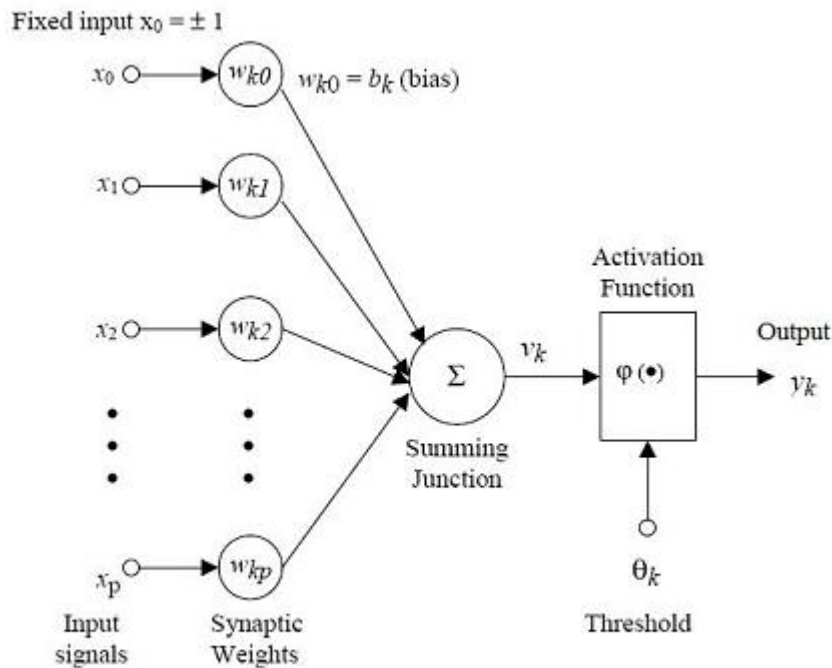 Fixed input x₀ = ± 1
x₀
w_k0
w_k0 = b_k (bias)
x₁
w_k1
x₂
w_k2
Σ
Summing
Junction
v_k
Activation
Function
φ (•)
Output
y_k
θ_k
Threshold
x_p
w_kp
Input
signals
Synaptic
Weights